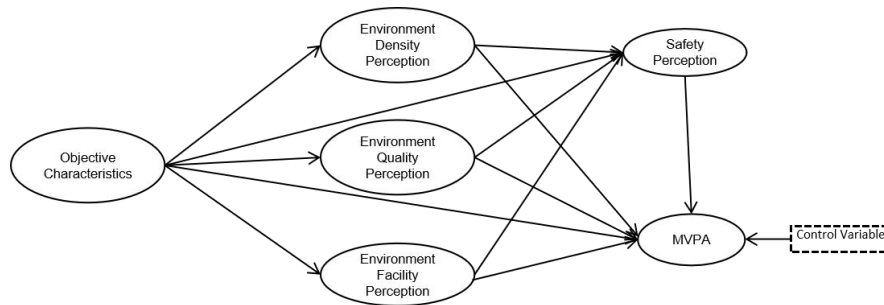 Environment
Density
Perception
Safety
Perception
Objective
Characteristics
Environment
Quality
Perception
MVPA
Control Variable
Environment
Facility
Perception